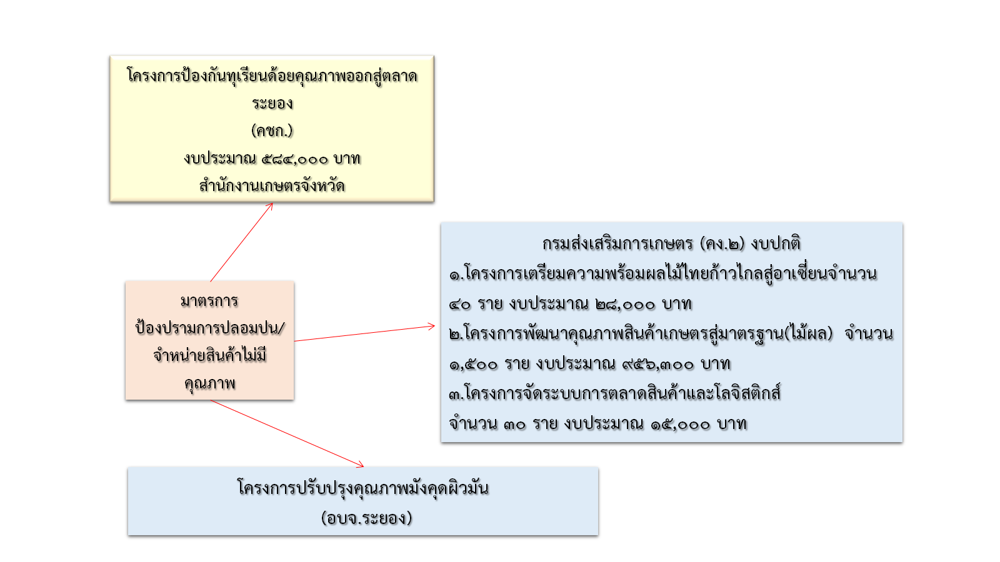 โครงการป้องกันทุเรียนด้อยคุณภาพออกสู่ตลาด
ระยอง
(คชก.)
งบประมาณ ๕๘๔,๐๐๐ บาท
สำนักงานเกษตรจังหวัด
กรมส่งเสริมการเกษตร (คง.๒) งบปกติ
๑.โครงการเตรียมความพร้อมผลไม้ไทยก้าวไกลสู่อาเซี่ยนจำนวน
๔๐ ราย งบประมาณ ๒๘,๐๐๐ บาท
๒.โครงการพัฒนาคุณภาพสินค้าเกษตรสู่มาตรฐาน(ไม้ผล) จำนวน
๑,๕๐๐ ราย งบประมาณ ๙๕๖,๓๐๐ บาท
๓.โครงการจัดระบบการตลาดสินค้าและโลจิสติกส์
จำนวน ๓๐ ราย งบประมาณ ๑๕,๐๐๐ บาท
มาตรการ
ป้องปรามการปลอมปน/
จำหน่ายสินค้าไม่มี
คุณภาพ
โครงการปรับปรุงคุณภาพมังคุดผิวมัน
(อบจ.ระยอง)